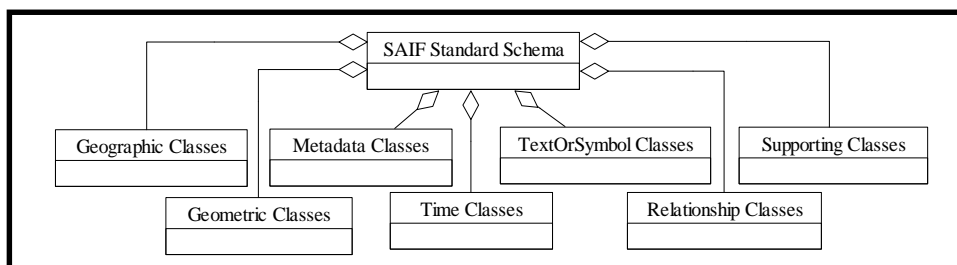 SAIF Standard Schema
Geographic Classes
Metadata Classes
TextOrSymbol Classes
Supporting Classes
Geometric Classes
Time Classes
Relationship Classes